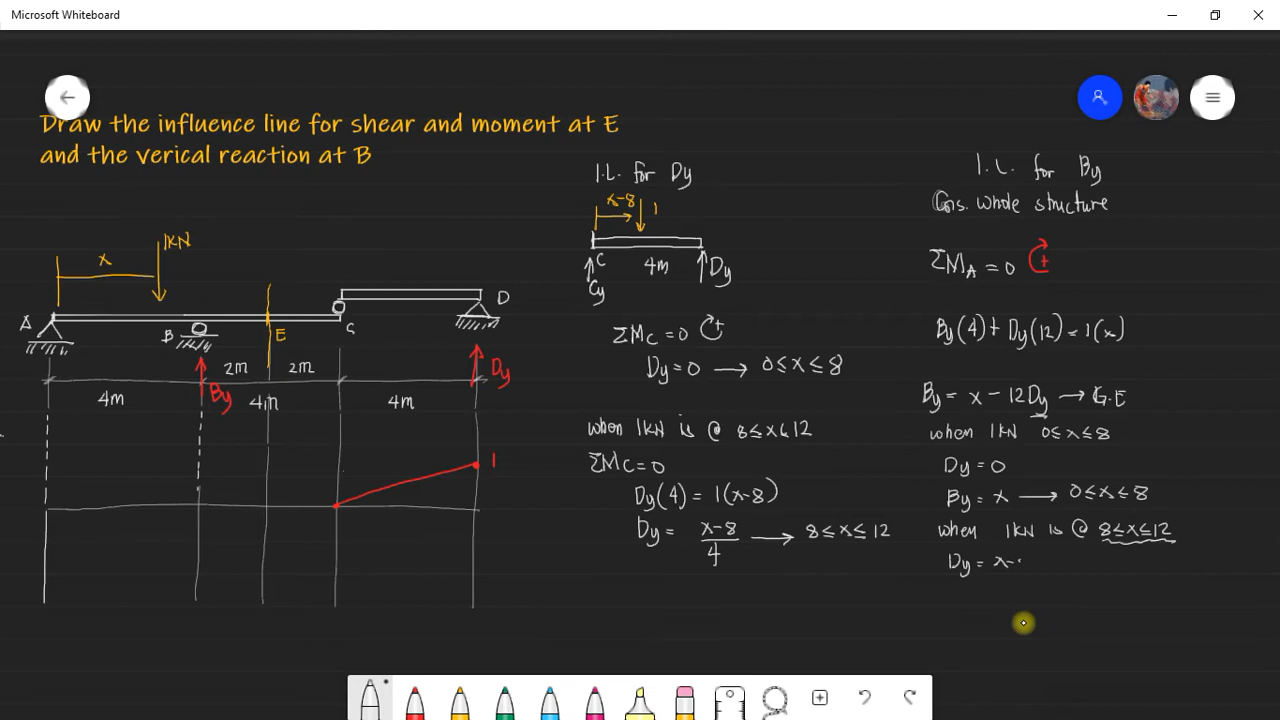 Microsoft Whiteboard
Draw the influence line for shear and moment at E
and the verical reaction at B
1KN
x
A
B
E
C
D
2m
2m
By
Dy
4m
4m
4m
1
I.L. for Dy
x-8
1
C
4m
Cy
Dy
ΣMc=0
Dy=0 → 0≤x≤8
when 1KN is @ 8≤x≤12
ΣMc=0
Dy(4) = 1(x-8)
Dy = x-8/4 → 8≤x≤12
I.L. for By
Cons. whole structure
ΣMA=0 +
By(4)+ Dy(12)=1(x)
By= x-12Dy → G.E
when 1KN 0≤x≤8
Dy=0
By=x → 0≤x≤8
when 1KN is @ 8≤x≤12
Dy= x-